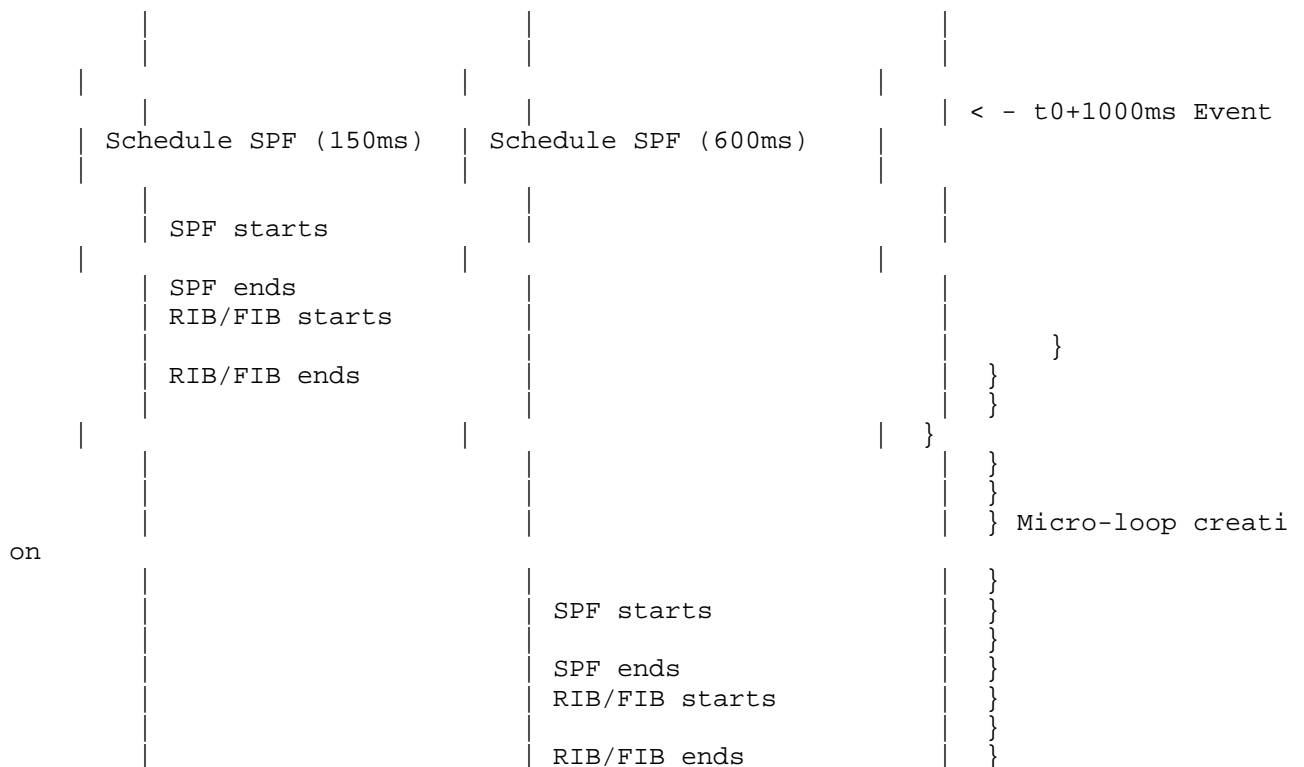 | | |
| | |
| | |
| | | < - t0+1000ms Event
| Schedule SPF (150ms) | Schedule SPF (600ms) |
| | |
| | |
| SPF starts | |
| | |
| SPF ends | |
| RIB/FIB starts | |
| | | }
| RIB/FIB ends | | }
| | | }
| | | }
| | | }
| | | }
| | | } Micro-loop creati
on
| | | }
| | SPF starts | }
| | | }
| | SPF ends | }
| | RIB/FIB starts | }
| | | }
| | RIB/FIB ends | }